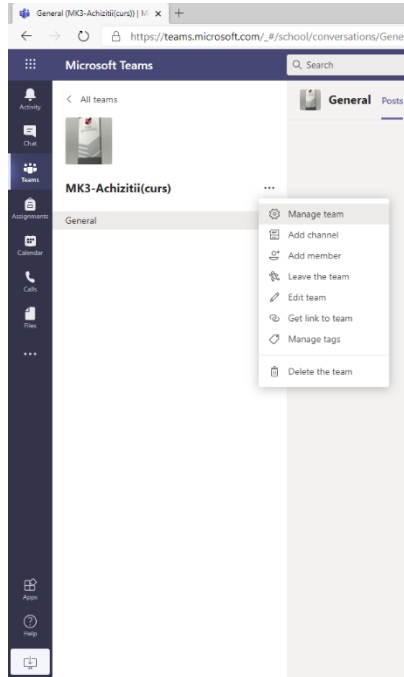 General (MK3-Achizitii(curs)) | Mi
https://teams.microsoft.com/_#/school/conversations/Gene
Microsoft Teams
Search
Activity
Chat
Teams
Assignments
Calendar
Calls
Files
Apps
Help
All teams
MK3-Achizitii(curs)
General
General Posts
Manage team
Add channel
Add member
Leave the team
Edit team
Get link to team
Manage tags
Delete the team